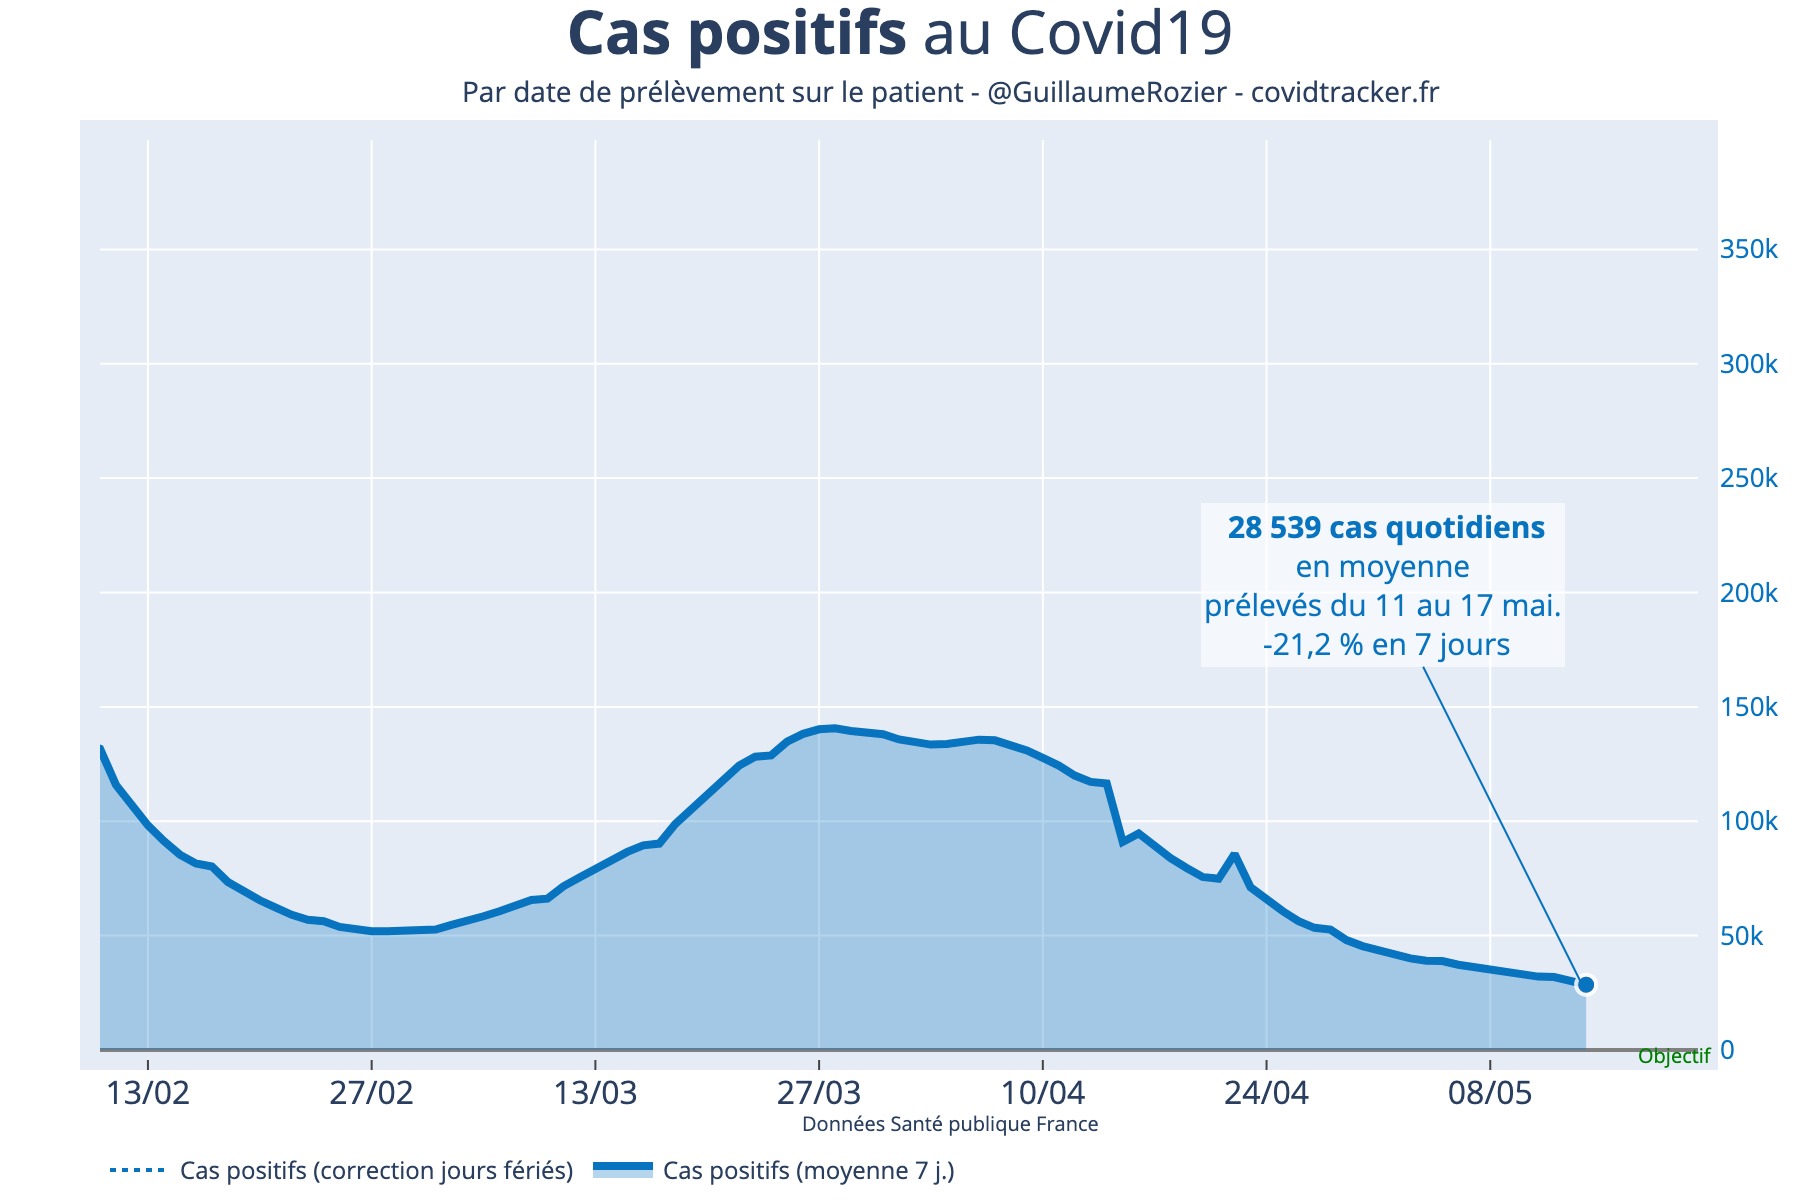 Cas positifs au Covid19
Par date de prélèvement sur le patient - @GuillaumeRozier - covidtracker.fr
350k
300k
250k
28 539 cas quotidiens
en moyenne
prélevés du 11 au 17 mai.
-21,2 % en 7 jours
200k
150k
100k
50k
0
Objectif
13/02 27/02 13/03 27/03 10/04 24/04 08/05
Données Santé publique France
Cas positifs (correction jours fériés) Cas positifs (moyenne 7 j.)